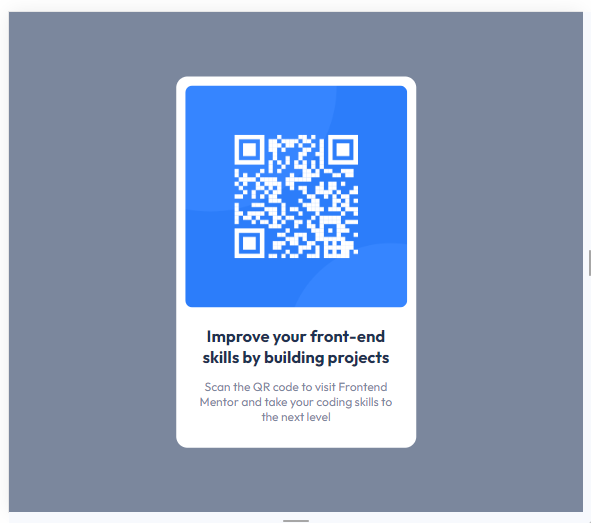 Improve your front-end
skills by building projects
Scan the QR code to visit Frontend
Mentor and take your coding skills to
the next level